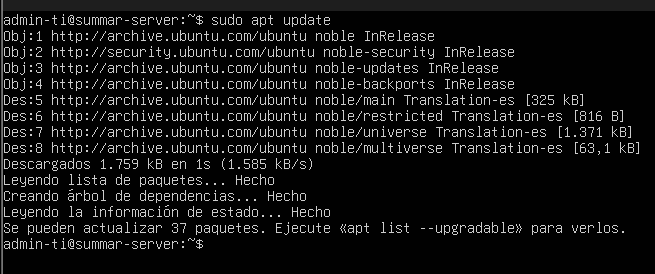 admin-ti@summar-server:~$ sudo apt update
Obj:1 http://archive.ubuntu.com/ubuntu noble InRelease
Obj:2 http://security.ubuntu.com/ubuntu noble-security InRelease
Obj:3 http://archive.ubuntu.com/ubuntu noble-updates InRelease
Obj:4 http://archive.ubuntu.com/ubuntu noble-backports InRelease
Des:5 http://archive.ubuntu.com/ubuntu noble/main Translation-es [325 kB]
Des:6 http://archive.ubuntu.com/ubuntu noble/restricted Translation-es [816 B]
Des:7 http://archive.ubuntu.com/ubuntu noble/universe Translation-es [1.371 kB]
Des:8 http://archive.ubuntu.com/ubuntu noble/multiverse Translation-es [63,1 kB]
Descargados 1.759 kB en 1s (1.585 kB/s)
Leyendo lista de paquetes... Hecho
Creando árbol de dependencias... Hecho
Leyendo la información de estado... Hecho
Se pueden actualizar 37 paquetes. Ejecute «apt list --upgradable» para verlos.
admin-ti@summar-server:~$